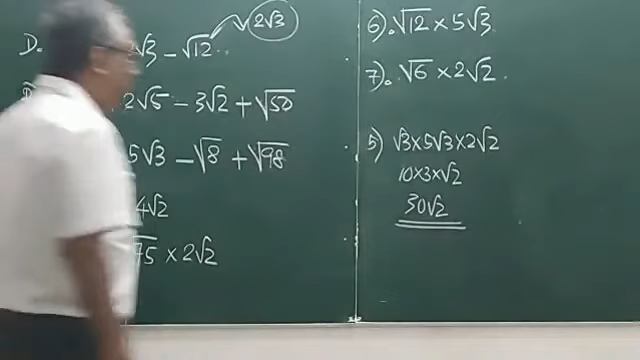 D. √3 − √12 .
2√3
2√5 − 3√2 + √50
5√3 − √8 + √98
4√2
√75 × 2√2
6) . √12 × 5√3
7) . √6 × 2√2 .
5) √3×5√3×2√2
10×3×√2
30√2